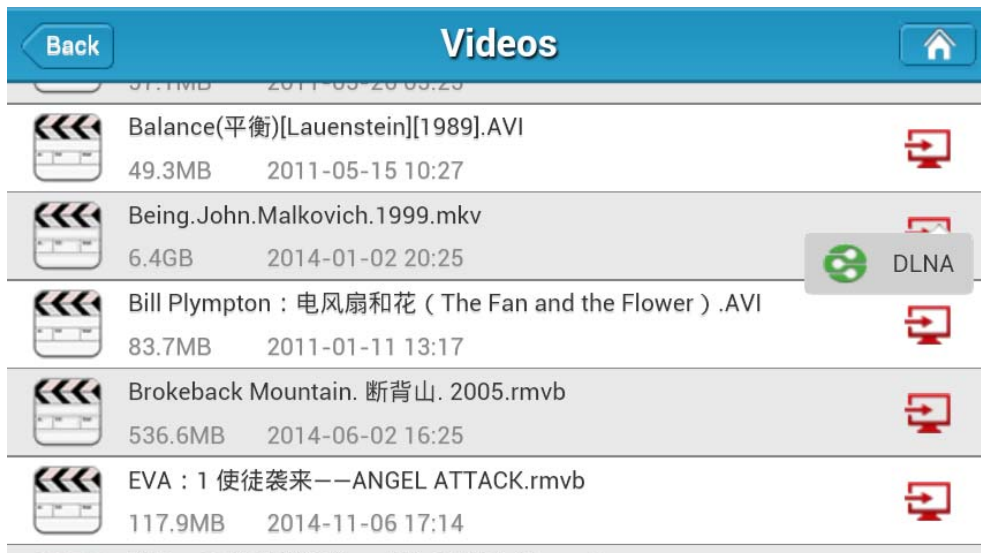 Back
Videos
Balance(平衡)[Lauenstein][1989].AVI
49.3MB 2011-05-15 10:27
Being.John.Malkovich.1999.mkv
6.4GB 2014-01-02 20:25
DLNA
Bill Plympton：电风扇和花（The Fan and the Flower）.AVI
83.7MB 2011-01-11 13:17
Brokeback Mountain. 断背山. 2005.rmvb
536.6MB 2014-06-02 16:25
EVA：1 使徒袭来——ANGEL ATTACK.rmvb
117.9MB 2014-11-06 17:14